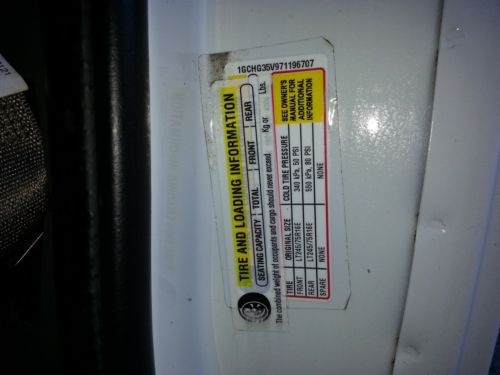 1GCHG35V971196707
TIRE AND LOADING INFORMATION
SEATING CAPACITY TOTAL FRONT REAR
The combined weight of occupants and cargo should never exceed Kg or Lbs.
TIRE ORIGINAL SIZE COLD TIRE PRESSURE
FRONT LT245/75R16E 340 kPa, 50 PSI
REAR LT245/75R16E 550 kPa, 80 PSI
SPARE NONE NONE
SEE OWNER'S
MANUAL FOR
ADDITIONAL
INFORMATION